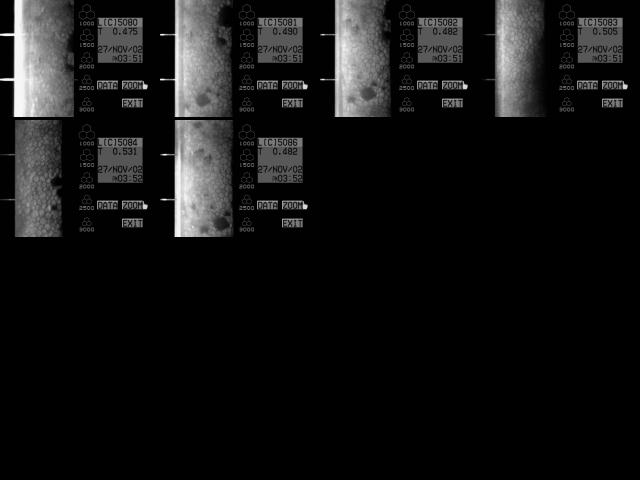 1000
L(C)5080
T 0.475
1500
27/NOV/02
PM03:51
2000
DATA ZOOM
2500
EXIT
3000
1000
L(C)5081
T 0.490
1500
27/NOV/02
PM03:51
2000
DATA ZOOM
2500
EXIT
3000
1000
L(C)5082
T 0.482
1500
27/NOV/02
PM03:51
2000
DATA ZOOM
2500
EXIT
3000
1000
L(C)5083
T 0.505
1500
27/NOV/02
PM03:51
2000
DATA ZOOM
2500
EXIT
3000
1000
L(C)5084
T 0.531
1500
27/NOV/02
PM03:52
2000
DATA ZOOM
2500
EXIT
3000
1000
L(C)5086
T 0.482
1500
27/NOV/02
PM03:52
2000
DATA ZOOM
2500
EXIT
3000